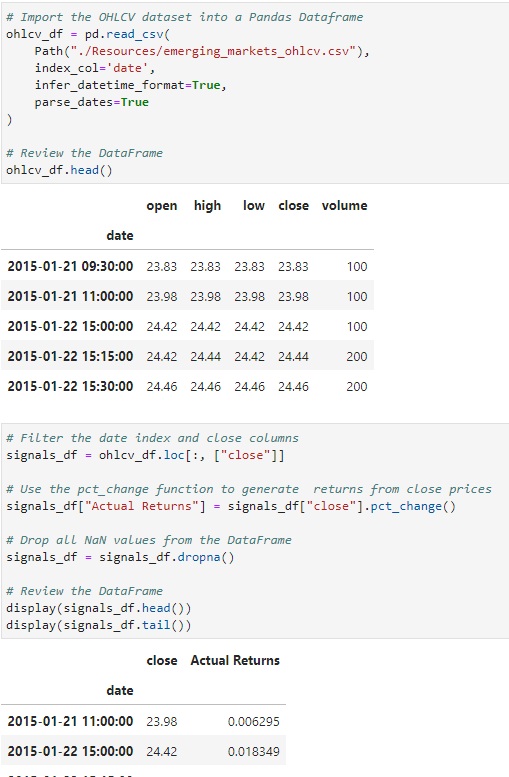 # Import the OHLCV dataset into a Pandas Dataframe
ohlcv_df = pd.read_csv(
    Path("./Resources/emerging_markets_ohlcv.csv"),
    index_col='date',
    infer_datetime_format=True,
    parse_dates=True
)
# Review the DataFrame
ohlcv_df.head()
open high low close volume
date
2015-01-21 09:30:00 23.83 23.83 23.83 23.83 100
2015-01-21 11:00:00 23.98 23.98 23.98 23.98 100
2015-01-22 15:00:00 24.42 24.42 24.42 24.42 100
2015-01-22 15:15:00 24.42 24.44 24.42 24.44 200
2015-01-22 15:30:00 24.46 24.46 24.46 24.46 200
# Filter the date index and close columns
signals_df = ohlcv_df.loc[:, ["close"]]
# Use the pct_change function to generate  returns from close prices
signals_df["Actual Returns"] = signals_df["close"].pct_change()
# Drop all NaN values from the DataFrame
signals_df = signals_df.dropna()
# Review the DataFrame
display(signals_df.head())
display(signals_df.tail())
close Actual Returns
date
2015-01-21 11:00:00 23.98 0.006295
2015-01-22 15:00:00 24.42 0.018349